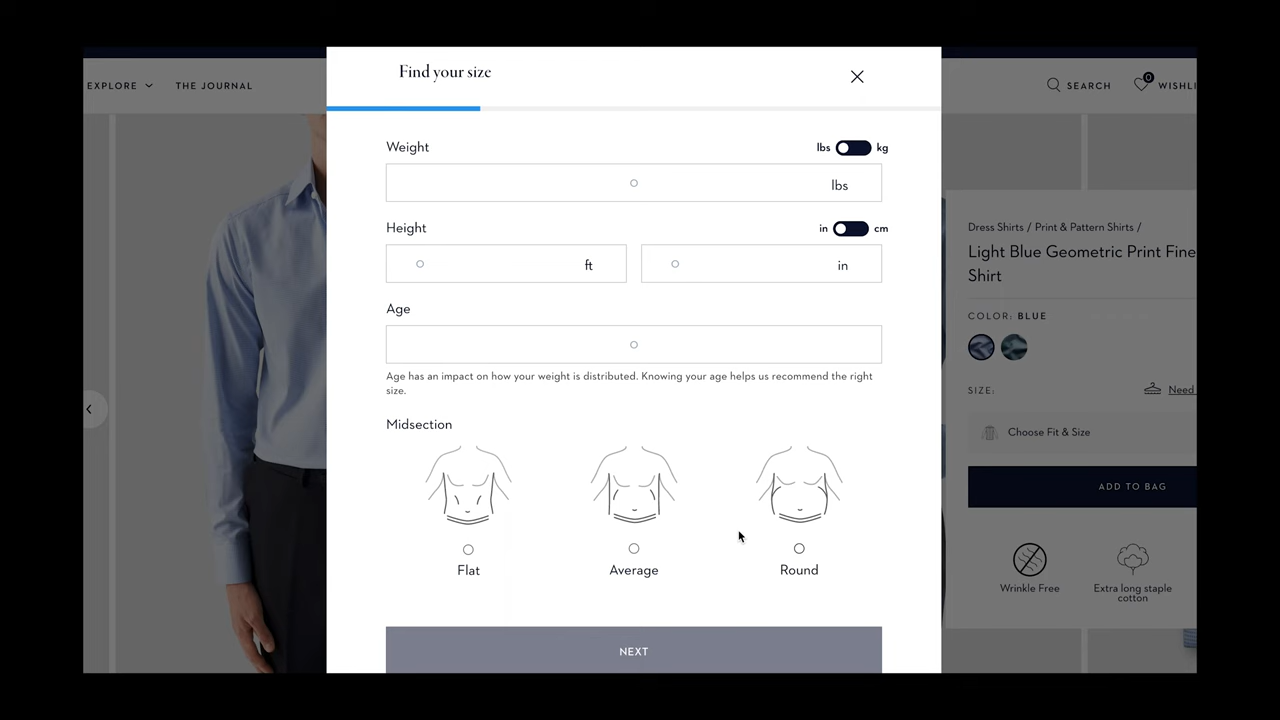 EXPLORE
THE JOURNAL
Find your size
SEARCH
0
Weight
lbs kg
lbs
Height
in cm
ft
in
Age
Age has an impact on how your weight is distributed. Knowing your age helps us recommend the right
size.
Midsection
Flat
Average
Round
NEXT
Dress Shirts / Print & Pattern Shirts /
Light Blue Geometric Print Fine
Shirt
COLOR: BLUE
SIZE:
Need
Choose Fit & Size
ADD TO BAG
Wrinkle Free
Extra long staple
cotton